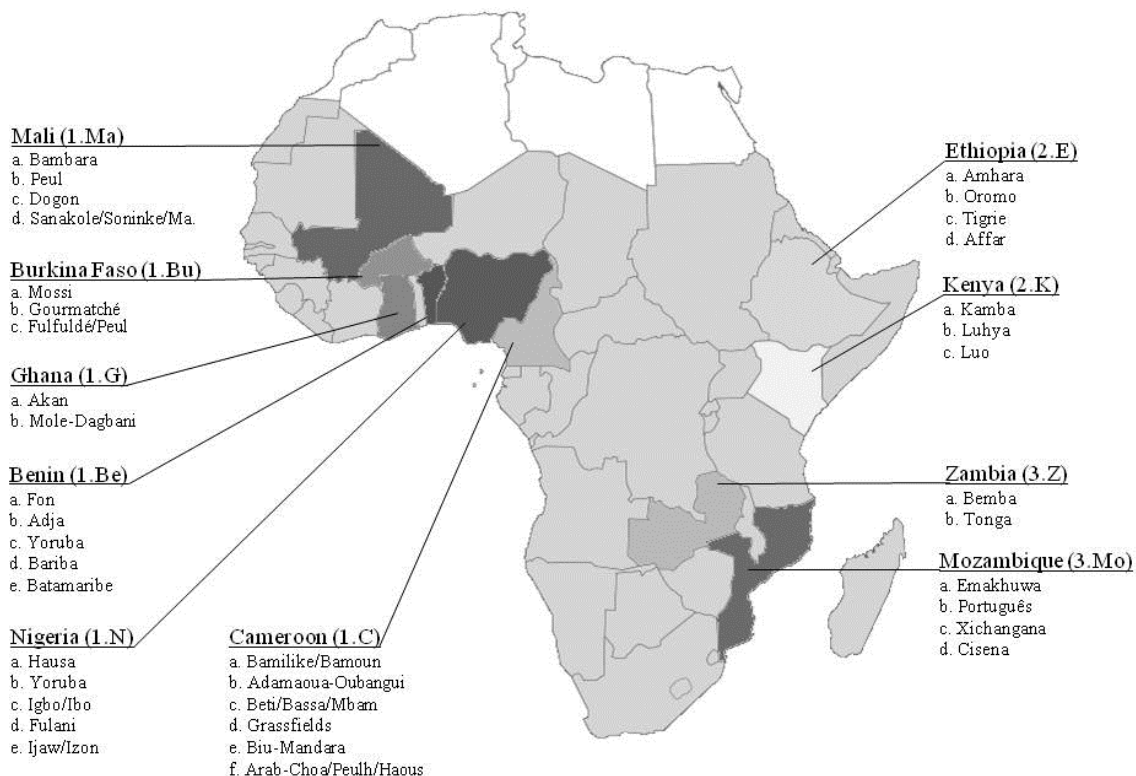 Mali (1.Ma)
a. Bambara
b. Peul
c. Dogon
d. Sanakole/Soninke/Ma.
Burkina Faso (1.Bu)
a. Mossi
b. Gourmatché
c. Fulfuldé/Peul
Ghana (1.G)
a. Akan
b. Mole-Dagbani
Benin (1.Be)
a. Fon
b. Adja
c. Yoruba
d. Bariba
e. Batamaribe
Nigeria (1.N)
a. Hausa
b. Yoruba
c. Igbo/Ibo
d. Fulani
e. Ijaw/Izon
Cameroon (1.C)
a. Bamilike/Bamoun
b. Adamaoua-Oubangui
c. Beti/Bassa/Mbam
d. Grassfields
e. Biu-Mandara
f. Arab-Choa/Peulh/Haous
Ethiopia (2.E)
a. Amhara
b. Oromo
c. Tigrie
d. Affar
Kenya (2.K)
a. Kamba
b. Luhya
c. Luo
Zambia (3.Z)
a. Bemba
b. Tonga
Mozambique (3.Mo)
a. Emakhuwa
b. Português
c. Xichangana
d. Cisena